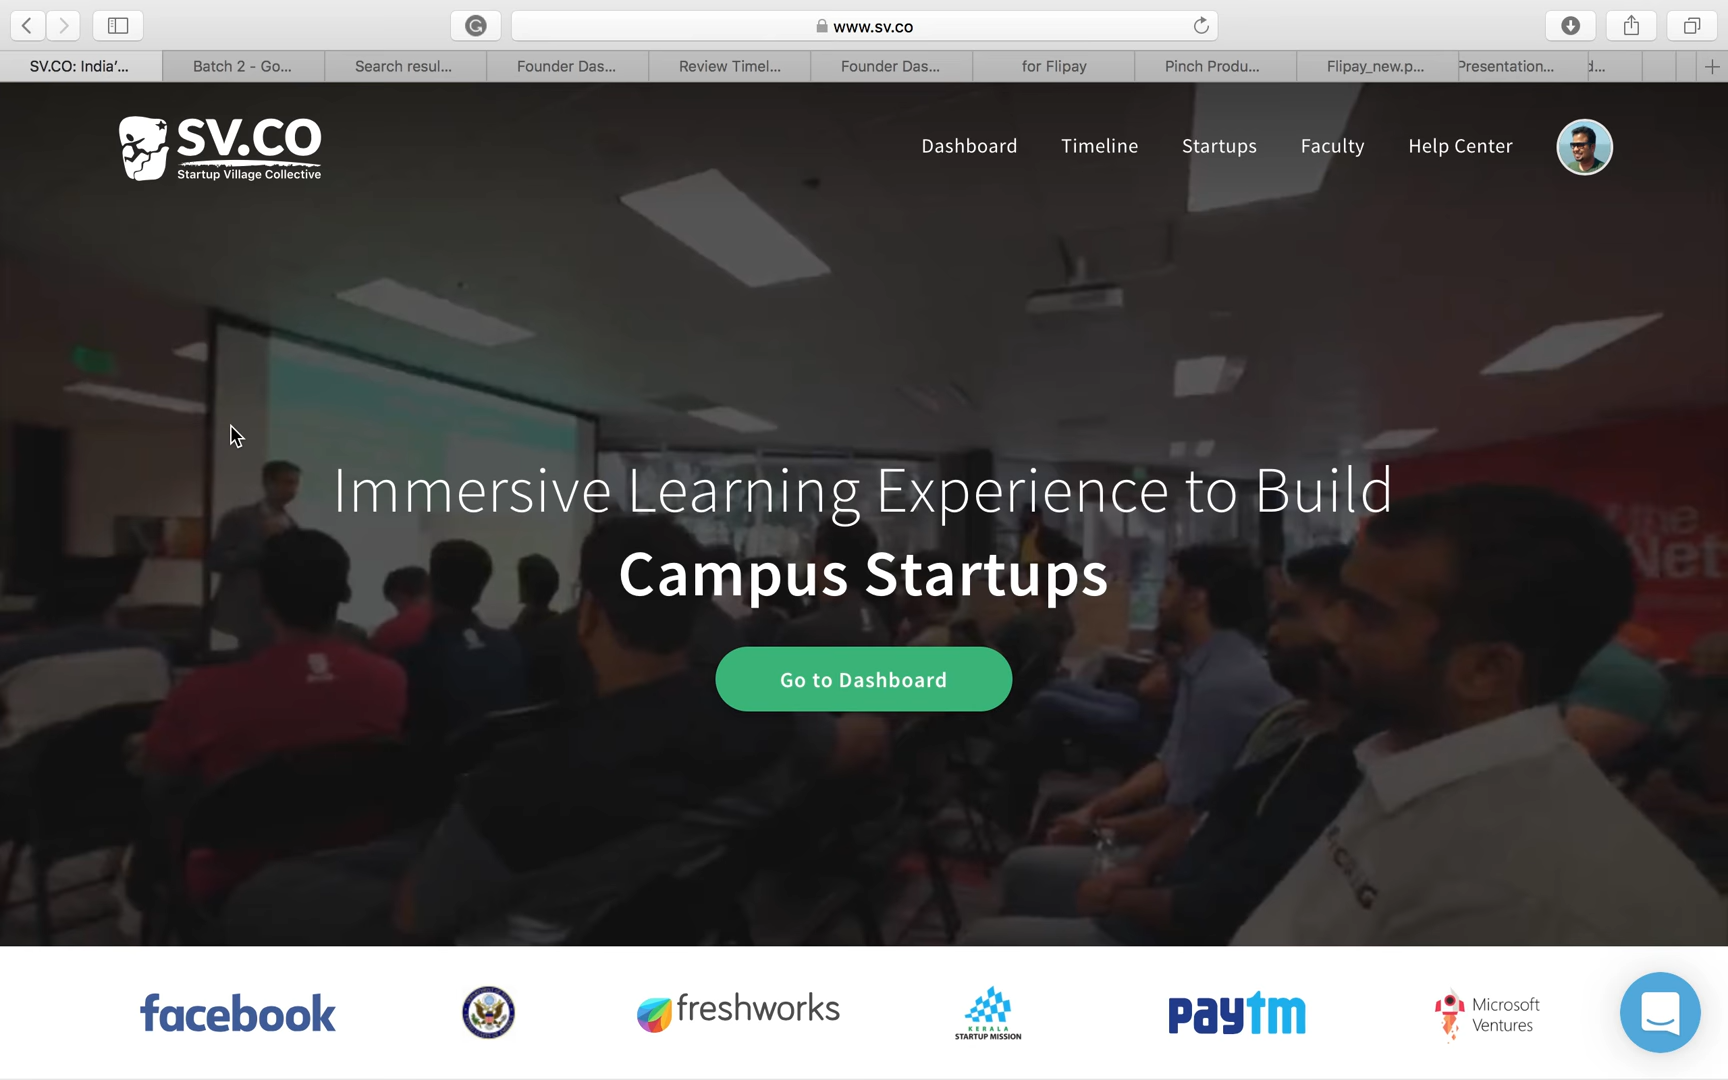 www.sv.co
SV.CO: India’...
Batch 2 - Go...
Search resul...
Founder Das...
Review Timel...
Founder Das...
for Flipay
Pinch Produ...
Flipay_new.p...
Presentation...
d...
SV.CO
Startup Village Collective
Dashboard
Timeline
Startups
Faculty
Help Center
Immersive Learning Experience to Build
Campus Startups
Go to Dashboard
facebook
freshworks
KERALA
STARTUP MISSION
paytm
Microsoft
Ventures